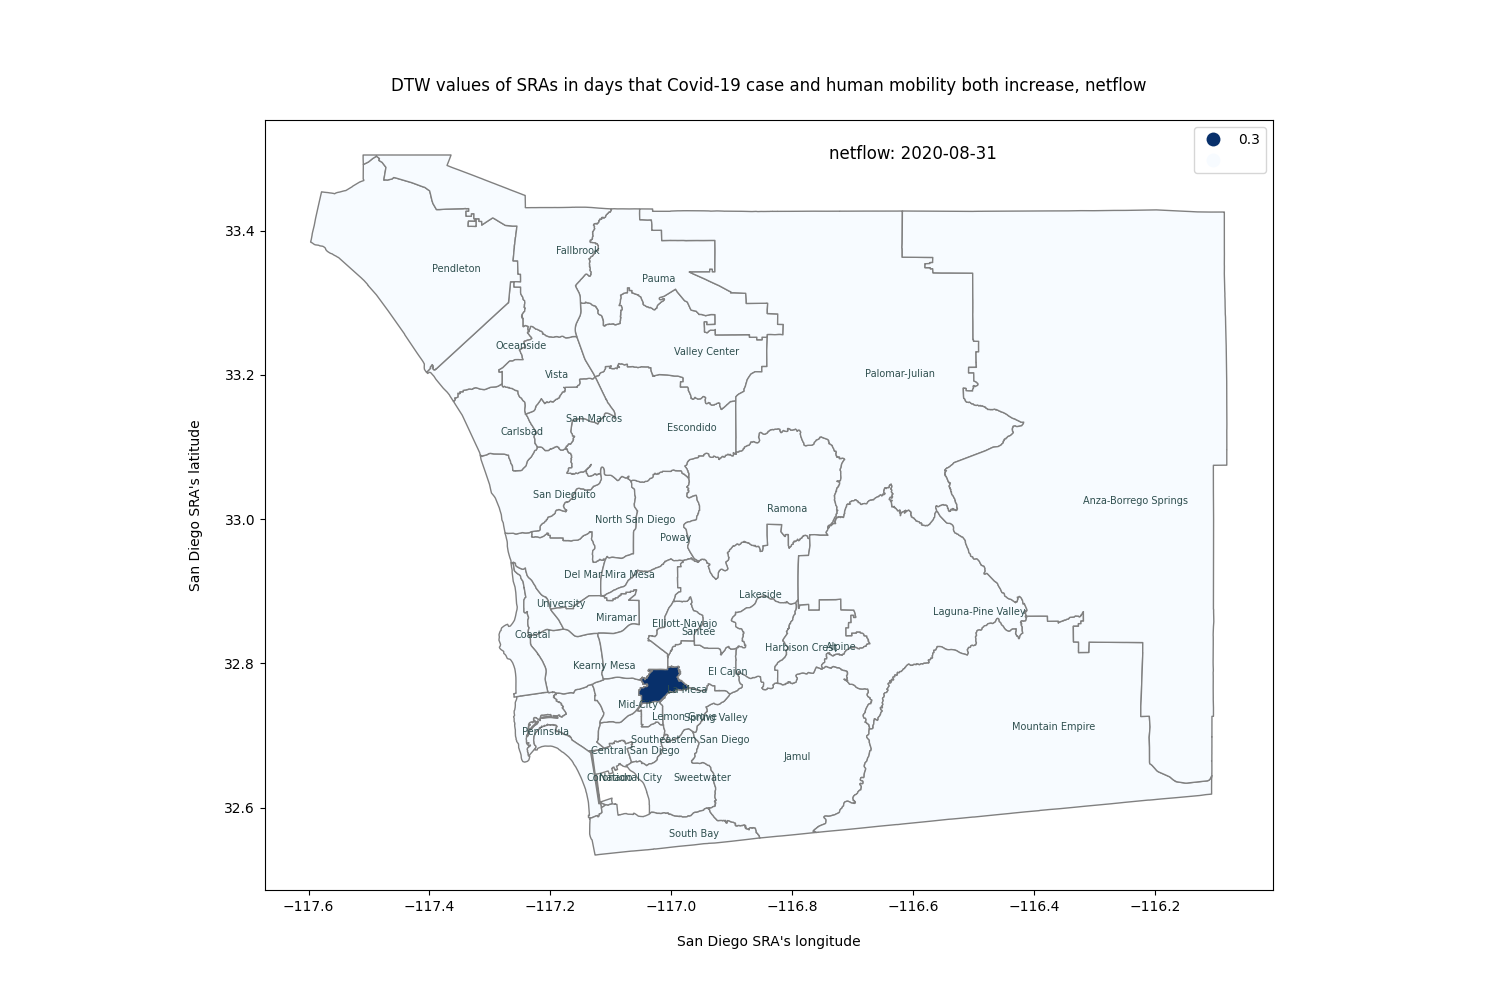 DTW values of SRAs in days that Covid-19 case and human mobility both increase, netflow
netflow: 2020-08-31
0.3
San Diego SRA's latitude
33.4
33.2
33.0
32.8
32.6
Fallbrook
Pendleton
Pauma
Oceanside
Valley Center
Vista
Palomar-Julian
San Marcos
Carlsbad
Escondido
San Dieguito
Anza-Borrego Springs
Ramona
North San Diego
Poway
Del Mar-Mira Mesa
Lakeside
University
Laguna-Pine Valley
Miramar
Elliott-Navajo
Santee
Coastal
Harbison Crest
Alpine
Kearny Mesa
El Cajon
La Mesa
Mid-City
Lemon Grove
Spring Valley
Mountain Empire
Peninsula
Southeastern San Diego
Central San Diego
Jamul
Coronado
National City
Sweetwater
South Bay
−117.6
−117.4
−117.2
−117.0
−116.8
−116.6
−116.4
−116.2
San Diego SRA's longitude